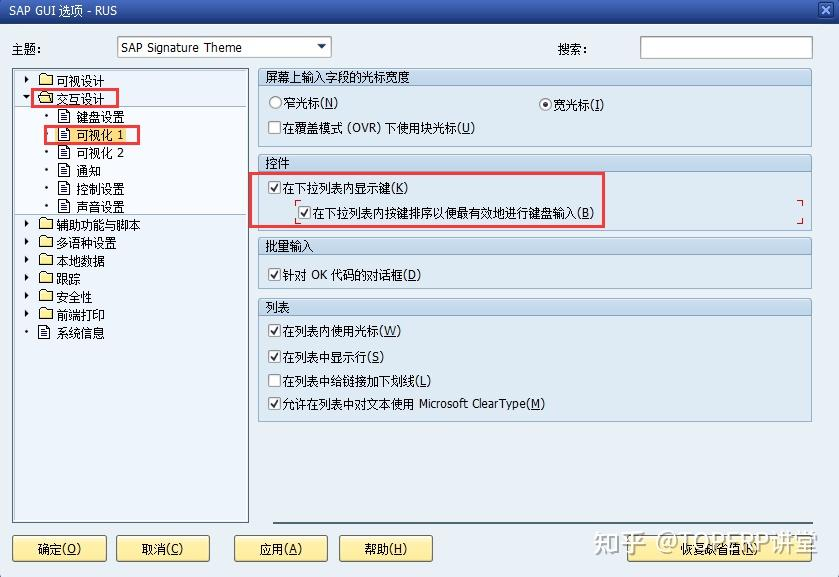 SAP GUI 选项 - RUS
主题: SAP Signature Theme 搜索:
可视设计
交互设计
键盘设置
可视化 1
可视化 2
通知
控制设置
声音设置
辅助功能与脚本
多语种设置
本地数据
跟踪
安全性
前端打印
系统信息
屏幕上输入字段的光标宽度
窄光标(N) 宽光标(I)
在覆盖模式 (OVR) 下使用块光标(U)
控件
在下拉列表内显示键(K)
在下拉列表内按键排序以便最有效地进行键盘输入(B)
批量输入
针对 OK 代码的对话框(D)
列表
在列表内使用光标(W)
在列表中显示行(S)
在列表中给链接加下划线(L)
允许在列表中对文本使用 Microsoft ClearType(M)
确定(O) 取消(C) 应用(A) 帮助(H) 恢复缺省值(R)
知乎 @TOPERP讲堂